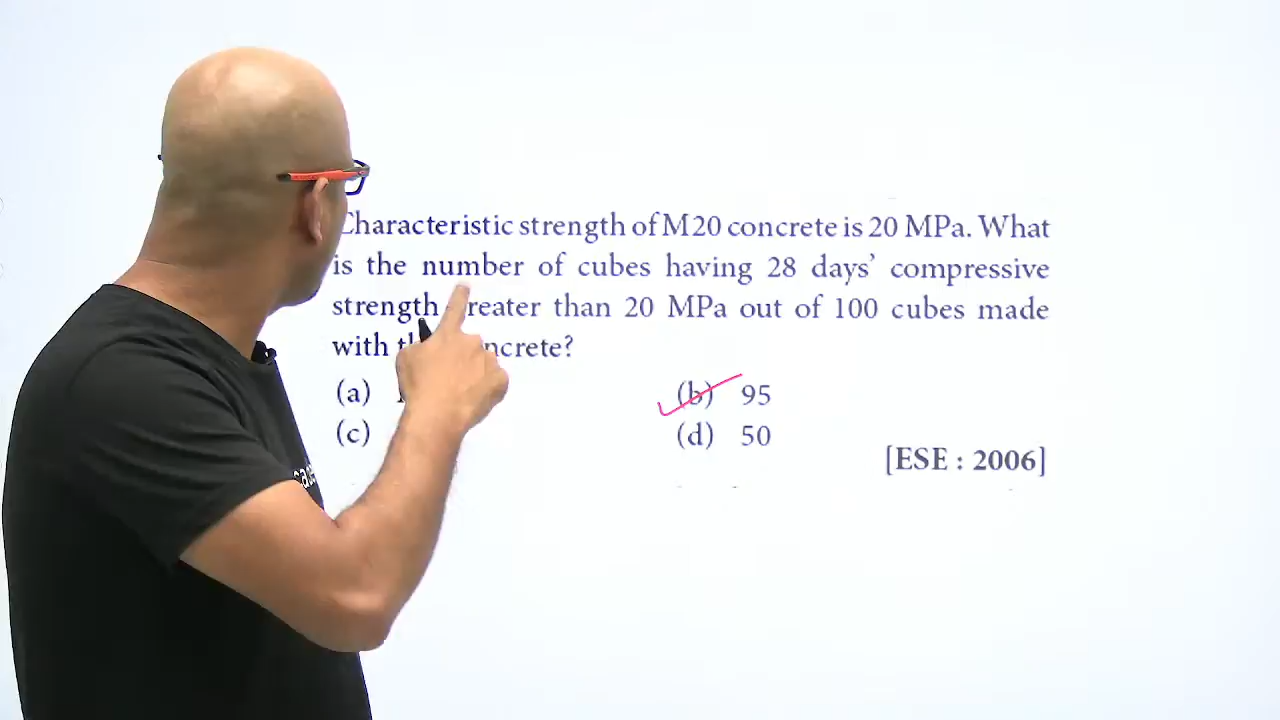 Characteristic strength of M20 concrete is 20 MPa. What
is the number of cubes having 28 days' compressive
strength greater than 20 MPa out of 100 cubes made
with concrete?
(a) (b) 95
(c) (d) 50
[ESE : 2006]